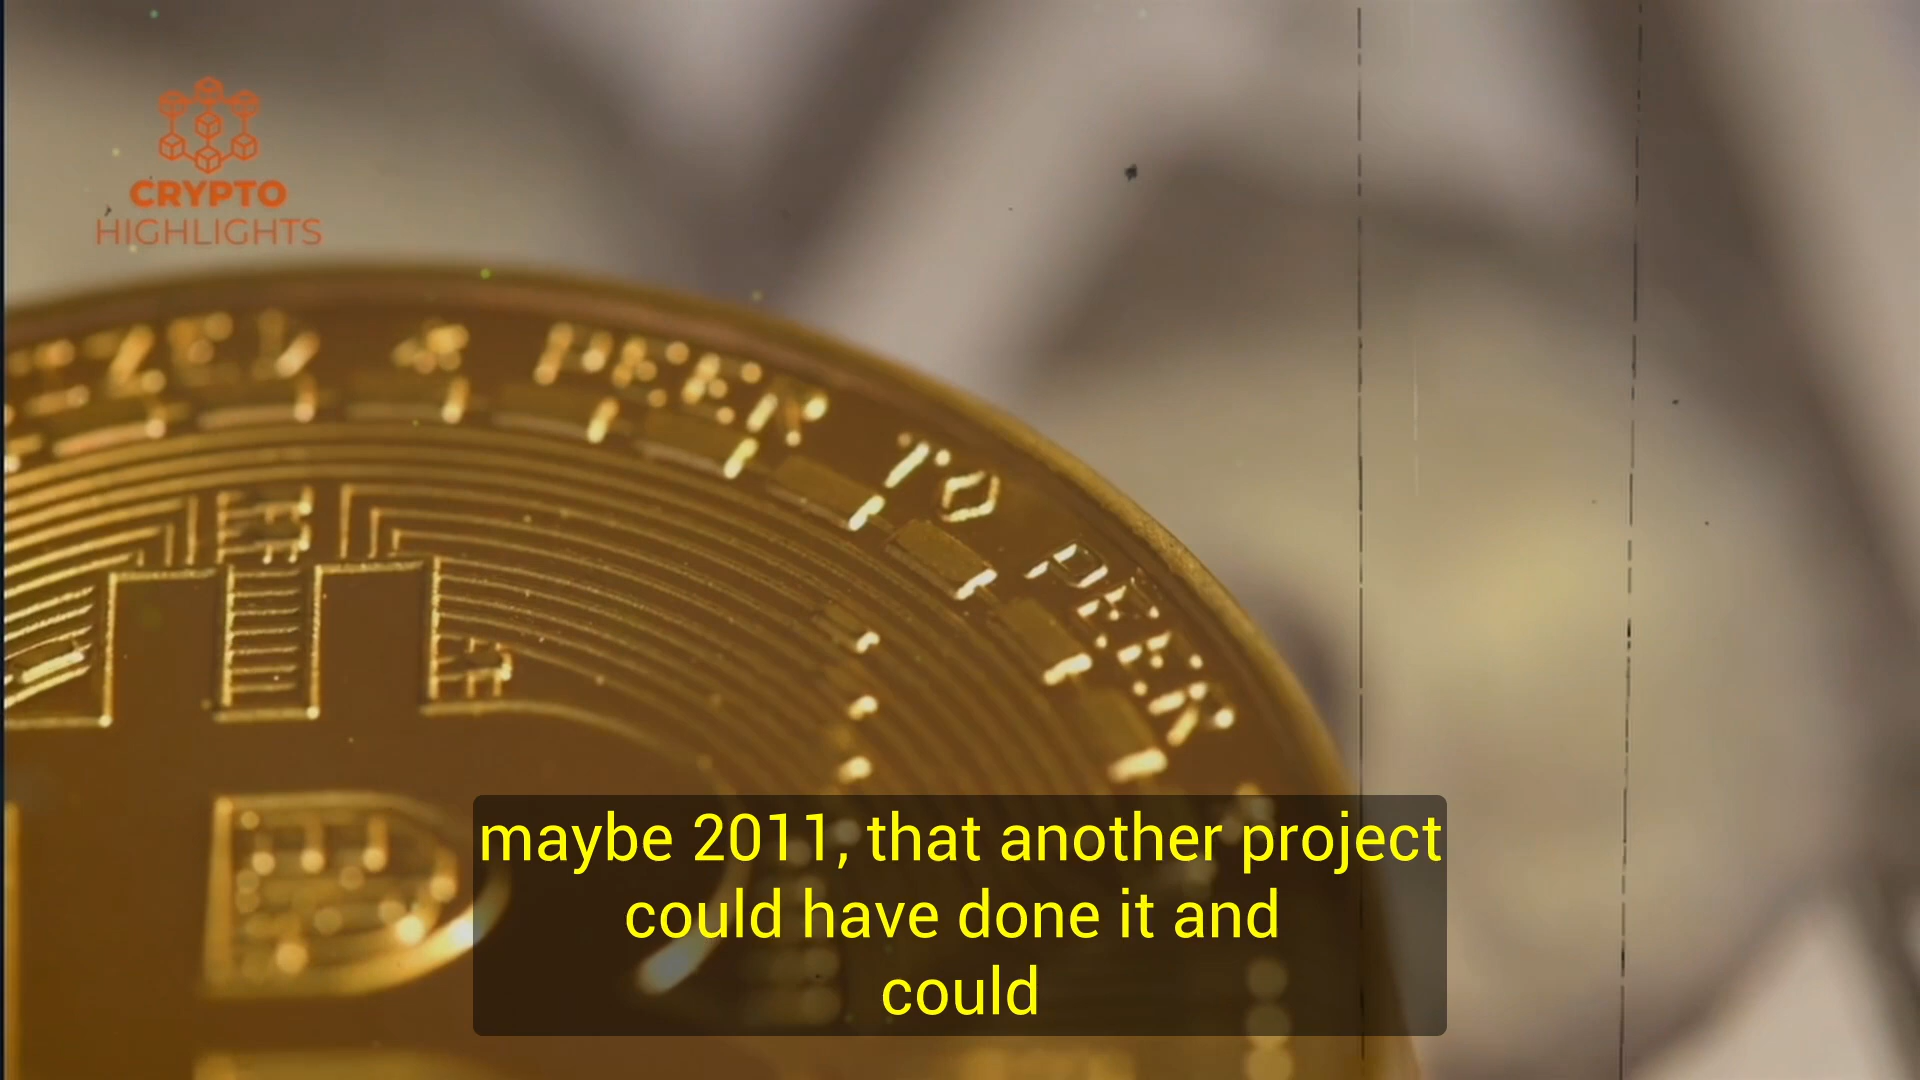 CRYPTO
HIGHLIGHTS
PEER TO PEER
maybe 2011, that another project
could have done it and
could